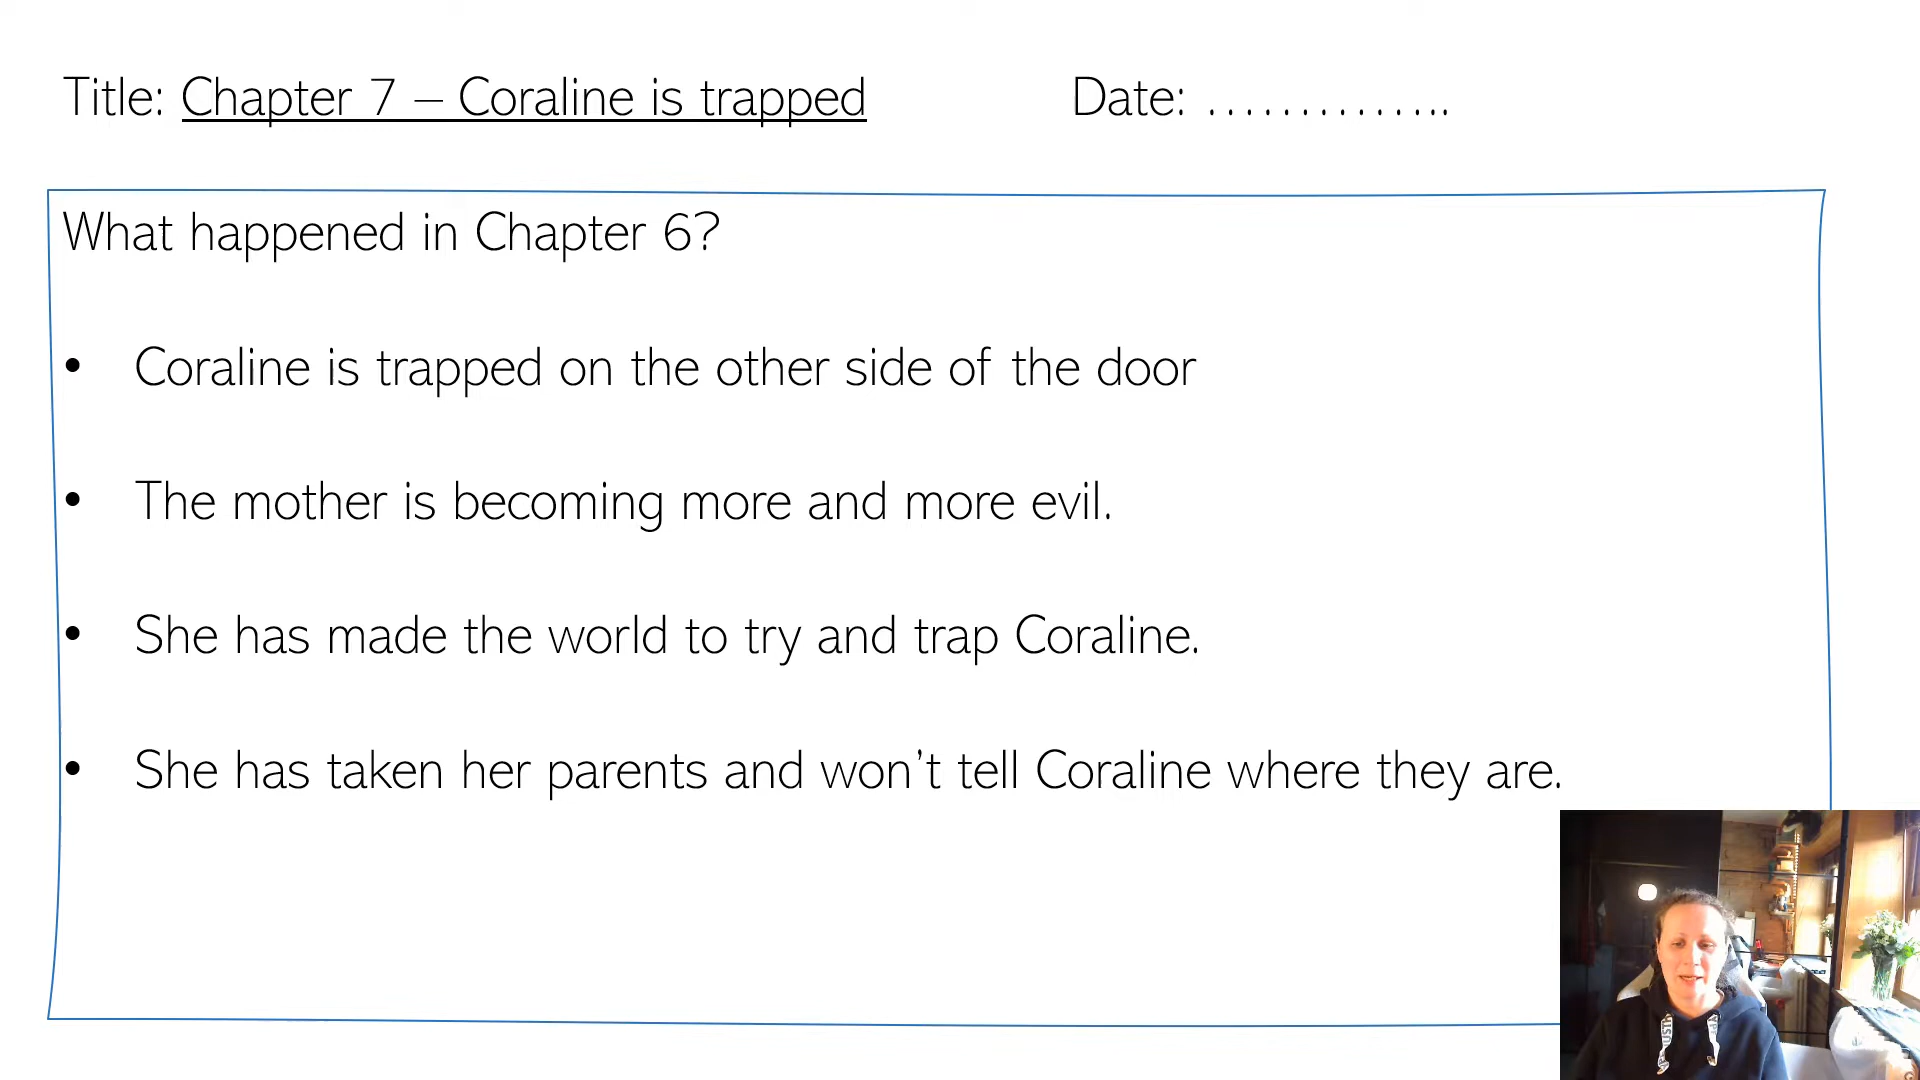 Title: Chapter 7 – Coraline is trapped Date: …………..
What happened in Chapter 6?
• Coraline is trapped on the other side of the door
• The mother is becoming more and more evil.
• She has made the world to try and trap Coraline.
• She has taken her parents and won't tell Coraline where they are.